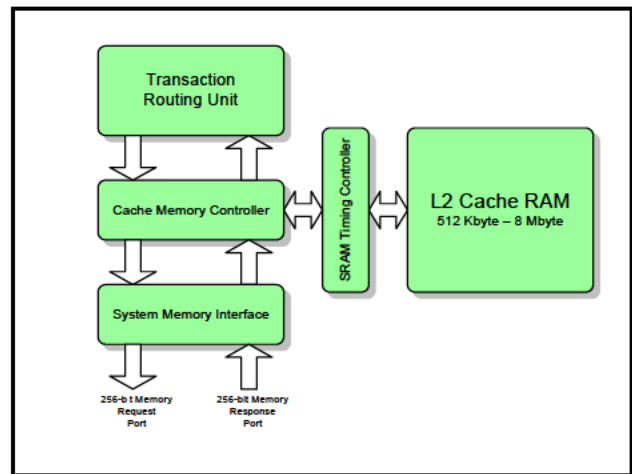 Transaction
Routing Unit
Cache Memory Controller
SRAM Timing Controller
L2 Cache RAM
512 Kbyte – 8 Mbyte
System Memory Interface
256-b t Memory
Request
Port
256-bit Memory
Response
Port